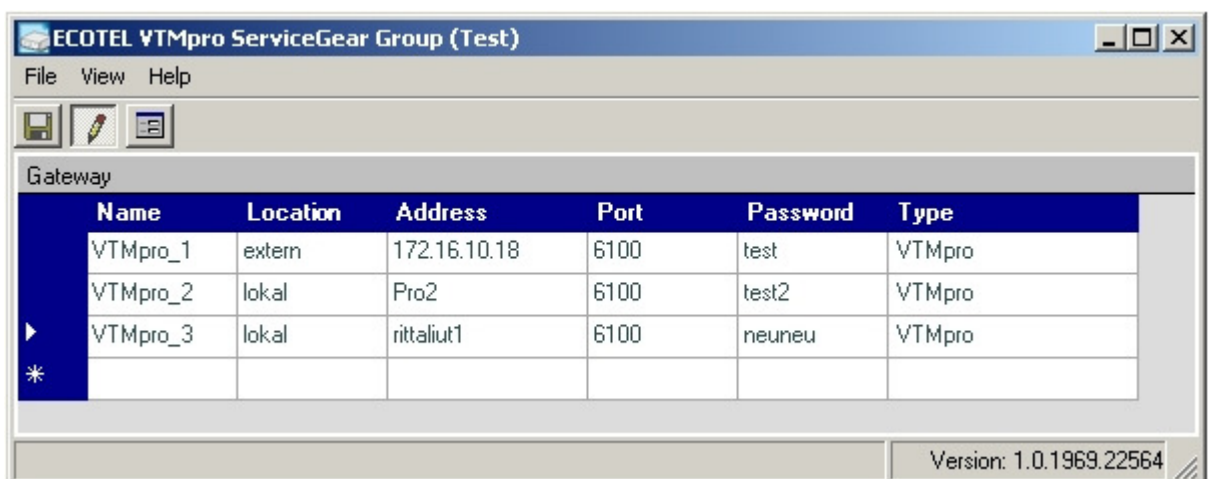 ECOTEL VTMpro ServiceGear Group (Test)
File View Help
Gateway
Name Location Address Port Password Type
VTMpro_1 extern 172.16.10.18 6100 test VTMpro
VTMpro_2 lokal Pro2 6100 test2 VTMpro
VTMpro_3 lokal rittaliut1 6100 neuneu VTMpro
Version: 1.0.1969.22564